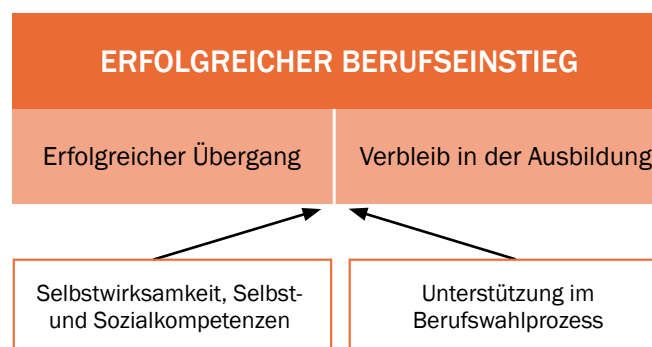 ERFOLGREICHER BERUFSEINSTIEG
Erfolgreicher Übergang
Verbleib in der Ausbildung
Selbstwirksamkeit, Selbst-
und Sozialkompetenzen
Unterstützung im
Berufswahlprozess